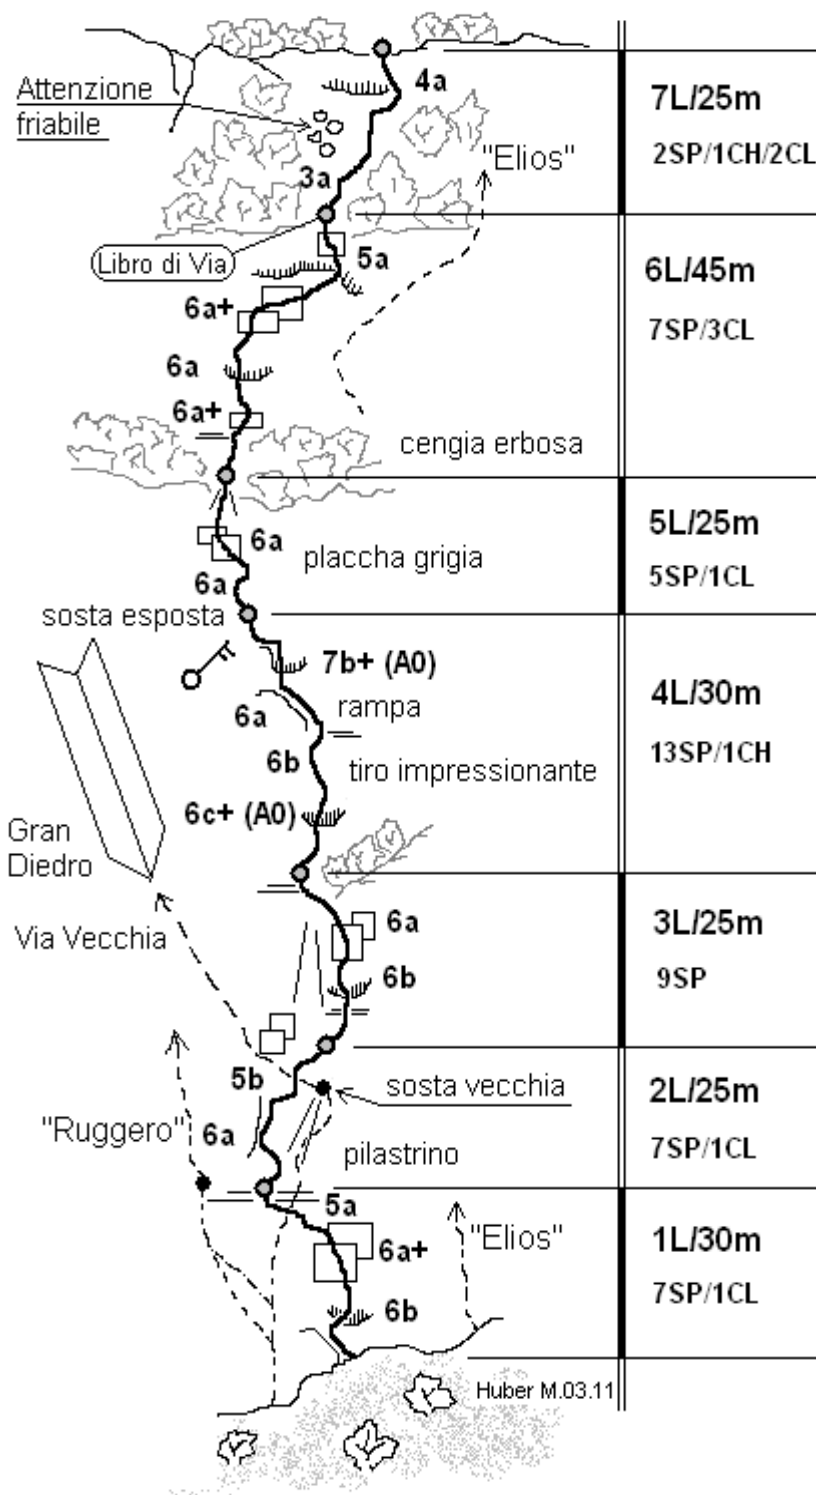 4a
7L/25m
Attenzione
friabile
2SP/1CH/2CL
"Elios"
3a
Libro di Via
5a
6L/45m
6a+
7SP/3CL
6a
6a+
cengia erbosa
5L/25m
6a
placcha grigia
5SP/1CL
6a
sosta esposta
7b+ (A0)
4L/30m
6a
rampa
6b
tiro impressionante
13SP/1CH
6c+ (A0)
Gran
Diedro
6a
3L/25m
Via Vecchia
6b
9SP
5b
sosta vecchia
2L/25m
"Ruggero"
6a
pilastrino
7SP/1CL
5a
"Elios"
1L/30m
6a+
7SP/1CL
6b
Huber M.03.11